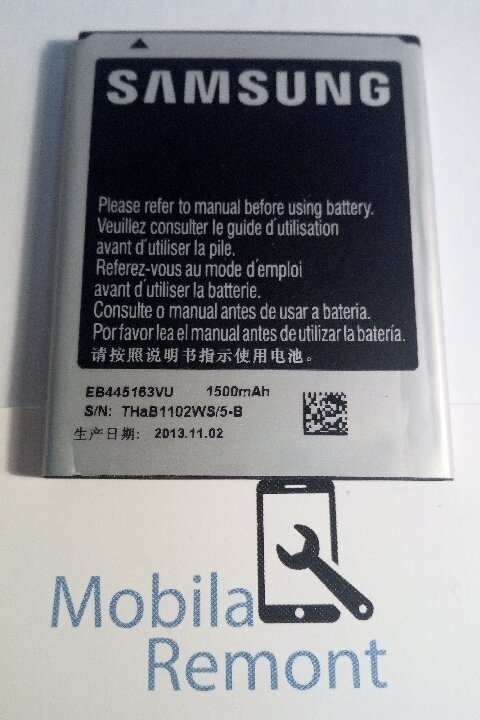 SAMSUNG
Please refer to manual before using battery.
Veuillez consulter le guide d'utilisation
avant d'utiliser la pile.
Referez-vous au mode d'emploi
avant d'utiliser la batterie.
Consulte o manual antes de usar a bateria.
Por favor lea el manual antes de utilizar la batería.
请按照说明书指示使用电池。
EB445163VU 1500mAh
S/N: THaB1102WS/5-B
生产日期: 2013.11.02
Mobila
Remont